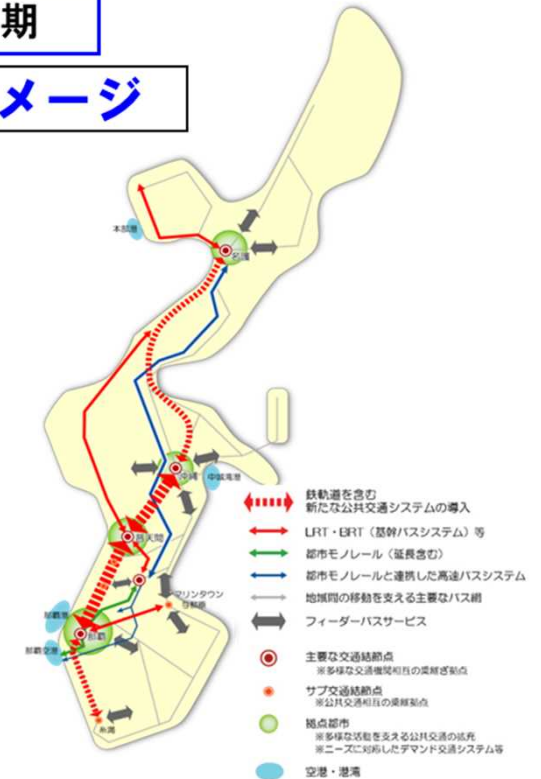 期
メージ
本部港
名護
沖縄
中城湾港
普天間
マリンタウン
与那原
那覇港
那覇
那覇空港
糸満
鉄軌道を含む
新たな公共交通システムの導入
LRT・BRT(基幹バスシステム)等
都市モノレール(延長含む)
都市モノレールと連携した高速バスシステム
地域間の移動を支える主要なバス網
フィーダーバスサービス
主要な交通結節点
※多様な交通機関相互の乗継ぎ拠点
サブ交通結節点
※公共交通相互の乗継拠点
拠点都市
※多様な活動を支える公共交通の拡充
※ニーズに対応したデマンド交通システム等
空港・港湾